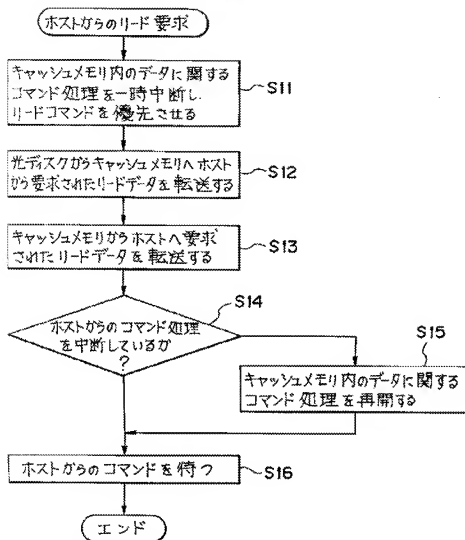 ホストからのリード要求
キャッシュメモリ内のデータに関する
コマンド処理を一時中断し
リードコマンドを優先させる
S11
光ディスクからキャッシュメモリへホスト
から要求されたリードデータを転送する
S12
キャッシュメモリからホストへ要求
されたリードデータを転送する
S13
S14
ホストからのコマンド処理
を中断しているか
?
S15
キャッシュメモリ内のデータに関する
コマンド処理を再開する
ホストからのコマンドを待つ
S16
エンド